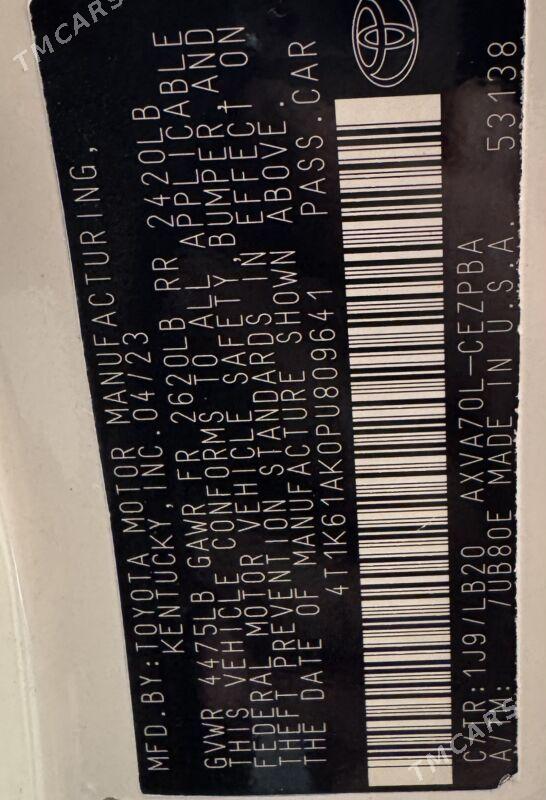 MFD.BY:TOYOTA MOTOR MANUFACTURING,
KENTUCKY, INC.04/23
GVWR 4475LB GAWR FR 2620LB RR 2420LB
THIS VEHICLE CONFORMS TO ALL APPLICABLE
FEDERAL MOTOR VEHICLE SAFETY, BUMPER, AND
THEFT PREVENTION STANDARDS IN EFFECT ON
THE DATE OF MANUFACTURE SHOWN ABOVE.
4T1K61AK0PU809641 PASS.CAR
C/TR:1J9/LB20 AXVA70L-CEZPBA
A/TM: /UB80E MADE IN U.S.A. 53138
TMCARS
TMCARS